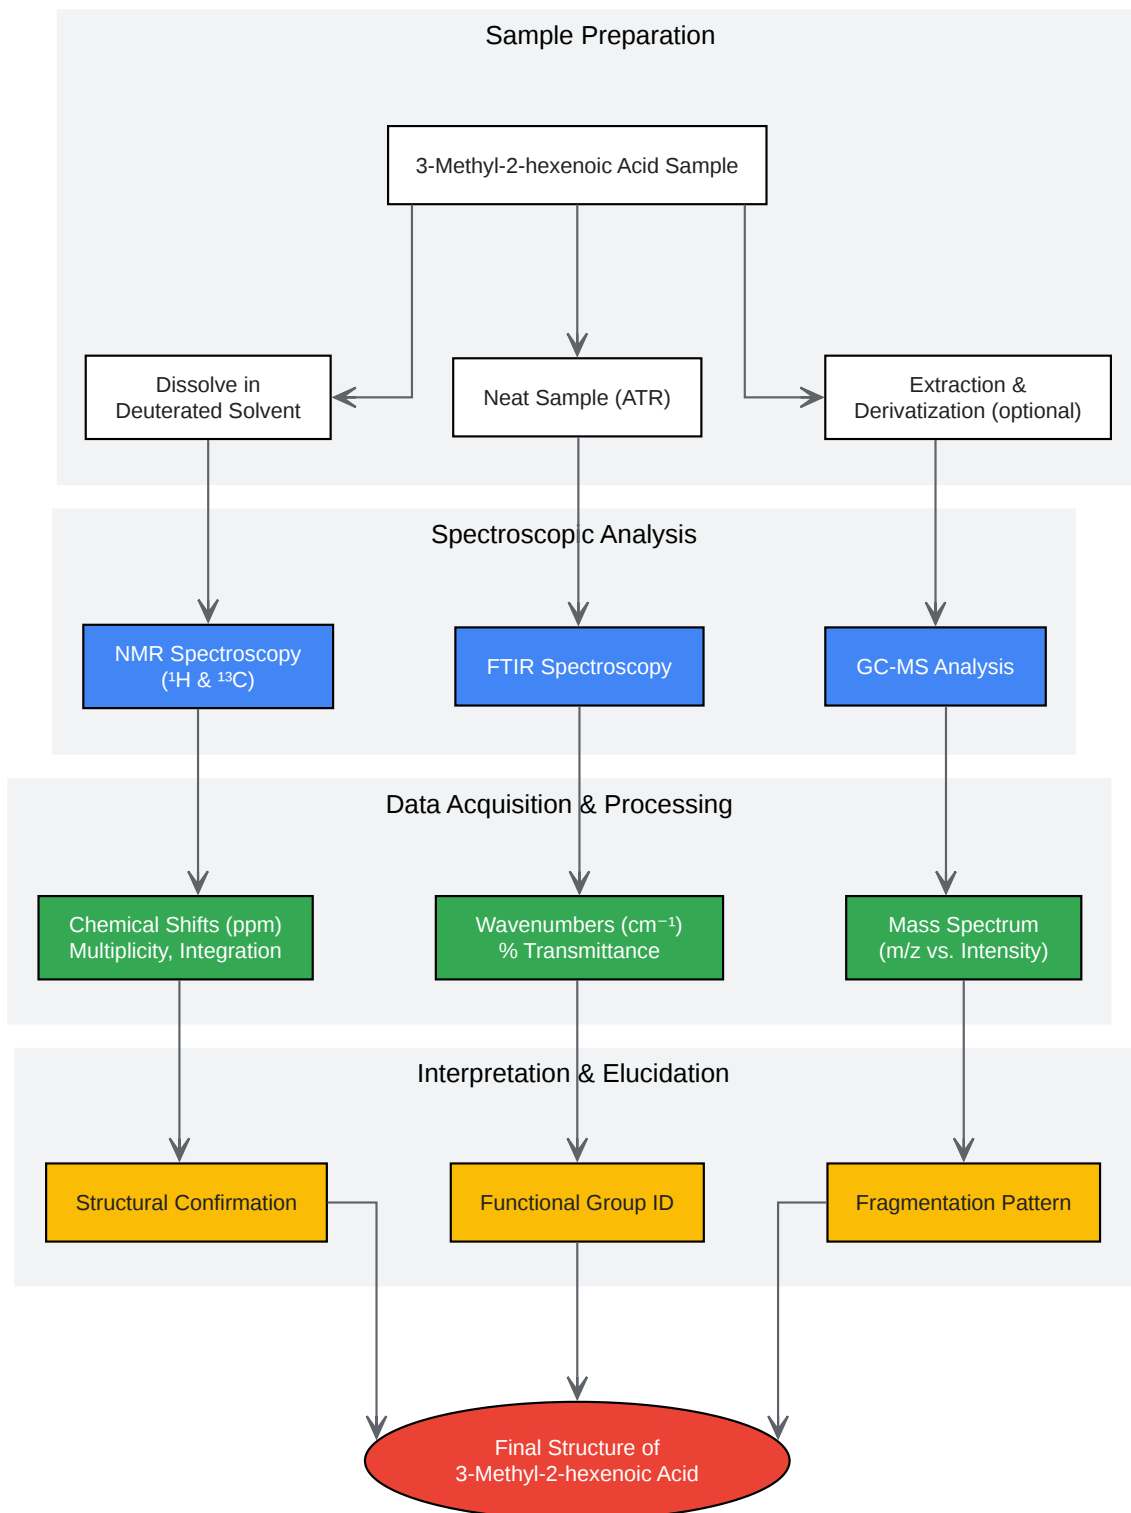 Sample Preparation
3-Methyl-2-hexenoic Acid Sample
Dissolve in
Deuterated Solvent
Neat Sample (ATR)
Extraction &
Derivatization (optional)
Spectroscopic Analysis
NMR Spectroscopy
(¹H & ¹³C)
FTIR Spectroscopy
GC-MS Analysis
Data Acquisition & Processing
Chemical Shifts (ppm)
Multiplicity, Integration
Wavenumbers (cm⁻¹)
% Transmittance
Mass Spectrum
(m/z vs. Intensity)
Interpretation & Elucidation
Structural Confirmation
Functional Group ID
Fragmentation Pattern
Final Structure of
3-Methyl-2-hexenoic Acid